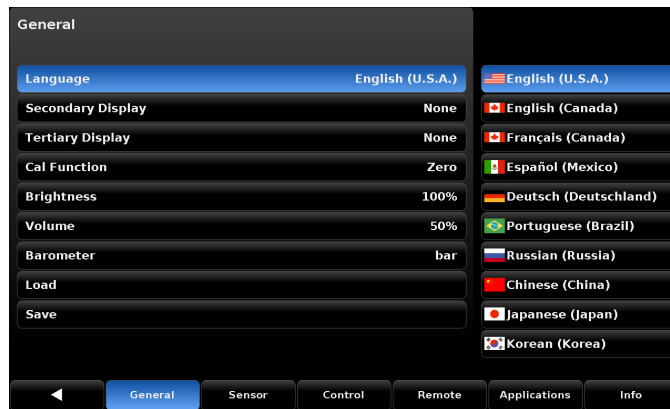 General
Language English (U.S.A.)
Secondary Display None
Tertiary Display None
Cal Function Zero
Brightness 100%
Volume 50%
Barometer bar
Load
Save
English (U.S.A.)
English (Canada)
Français (Canada)
Español (Mexico)
Deutsch (Deutschland)
Portuguese (Brazil)
Russian (Russia)
Chinese (China)
Japanese (Japan)
Korean (Korea)
General Sensor Control Remote Applications Info